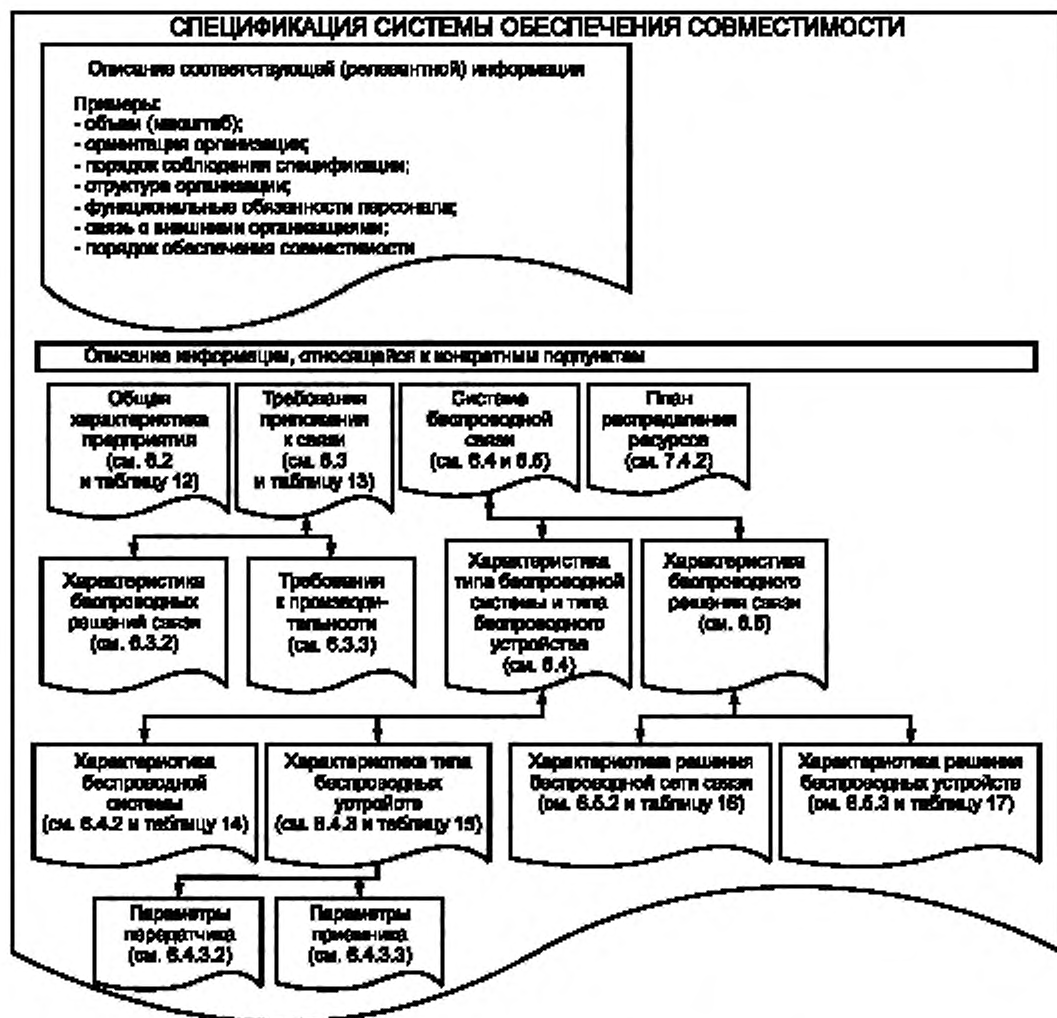 СПЕЦИФИКАЦИЯ СИСТЕМЫ ОБЕСПЕЧЕНИЯ СОВМЕСТИМОСТИ
Описание соответствующей (релевантной) информации
Примеры:
- объем (масштаб);
- ориентация организации;
- порядок соблюдения спецификации;
- структура организации;
- функциональные обязанности персонала;
- связь с внешними организациями;
- порядок обеспечения совместимости
Описание информации, относящейся к конкретным подпунктам
Общая
характеристика
предприятия
(см. 6.2
и таблицу 12)
Требования
приложения
к связи
(см. 6.3
и таблицу 13)
Система
беспроводной
связи
(см. 6.4 и 6.5)
План
распределения
ресурсов
(см. 7.4.2)
Характеристика
беспроводных
решений связи
(см. 6.3.2)
Требования
к производи-
тельности
(см. 6.3.3)
Характеристика
типа беспроводной
системы и типа
беспроводного
устройства
(см. 6.4)
Характеристика
беспроводного
решения связи
(см. 6.5)
Характеристика
беспроводной
системы
(см. 6.4.2 и таблицу 14)
Характеристика типа
беспроводных
устройств
(см. 6.4.3 и таблицу 15)
Характеристика решения
беспроводной сети связи
(см. 6.5.2 и таблицу 16)
Характеристика решения
беспроводных устройств
(см. 6.5.3 и таблицу 17)
Параметры
передатчика
(см. 6.4.3.2)
Параметры
приемника
(см. 6.4.3.3)